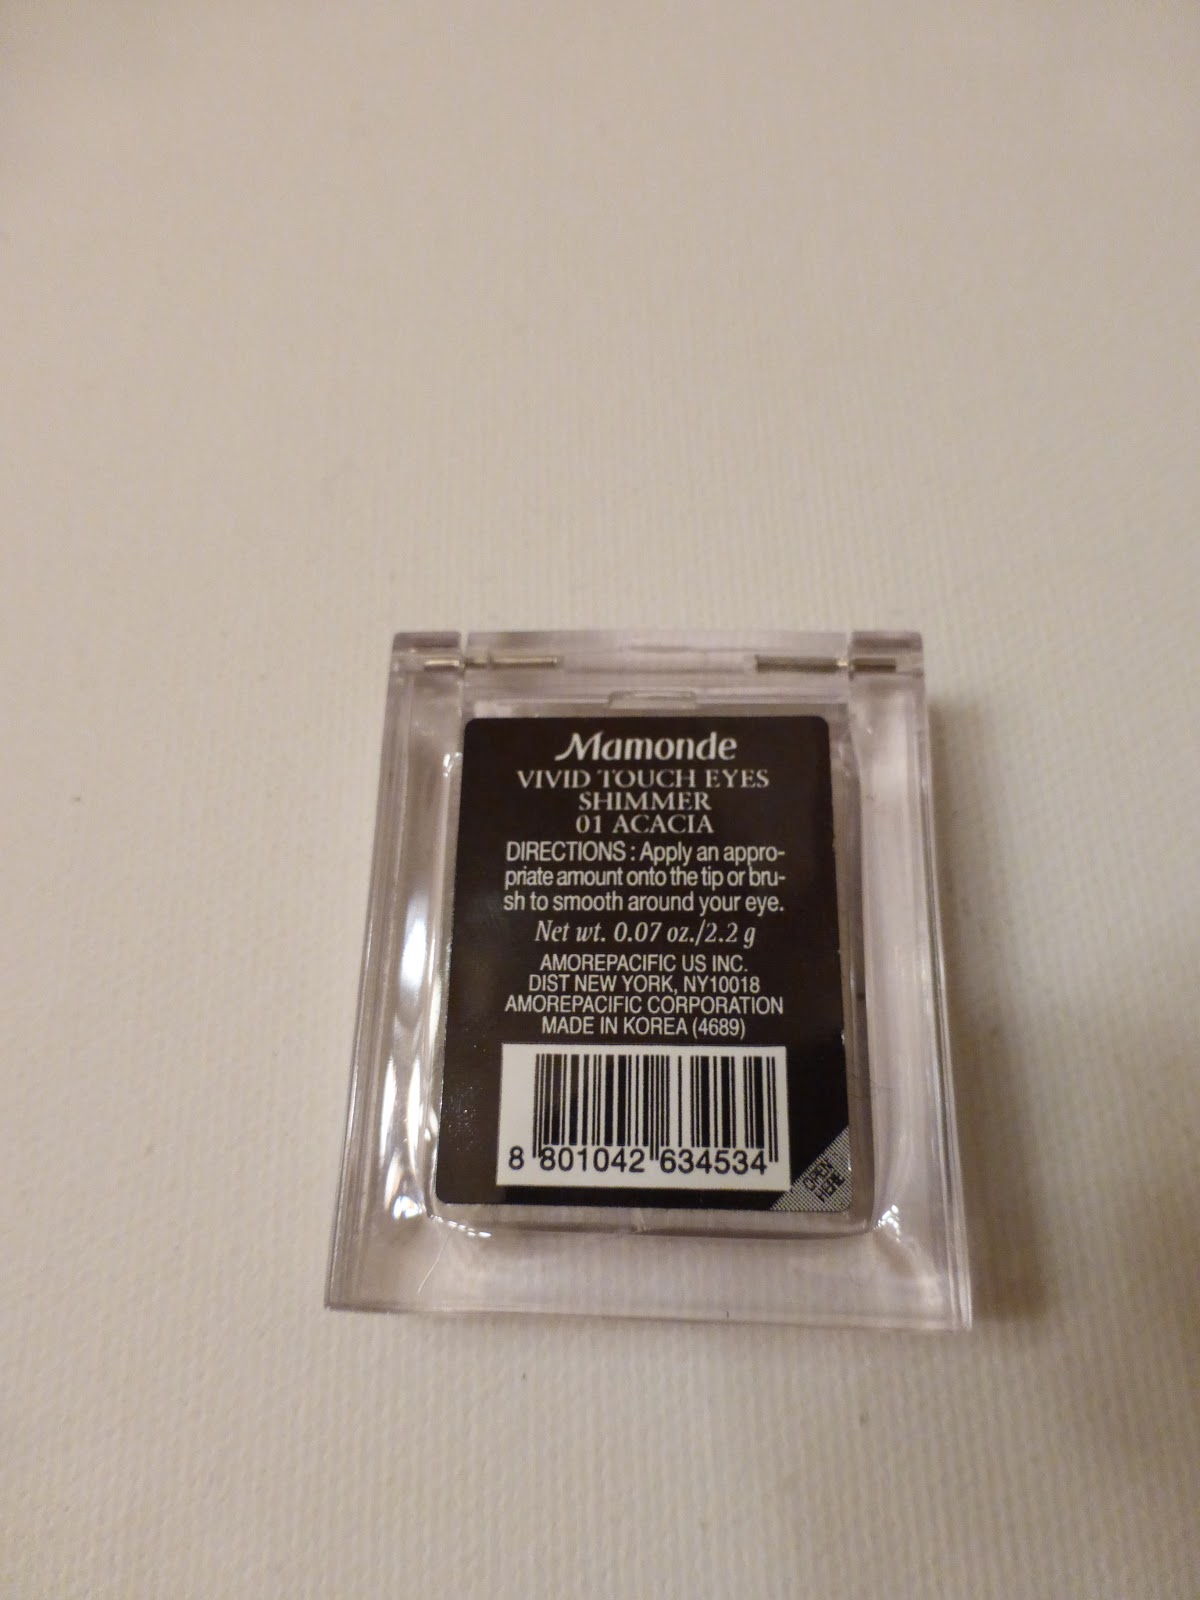 Mamonde
VIVID TOUCH EYES
SHIMMER
01 ACACIA
DIRECTIONS : Apply an appro-
priate amount onto the tip or bru-
sh to smooth around your eye.
Net wt. 0.07 oz./2.2 g
AMOREPACIFIC US INC.
DIST NEW YORK, NY10018
AMOREPACIFIC CORPORATION
MADE IN KOREA (4689)
8 801042 634534
OPEN
HERE